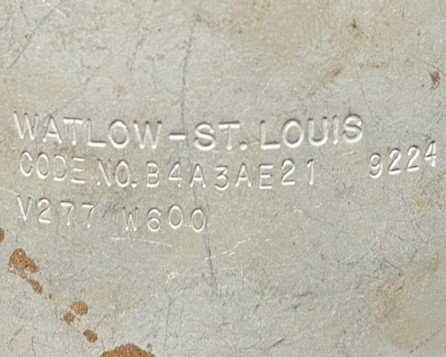 WATLOW-ST. LOUIS
CODE NO. B4A3AE21 9224
V277 W600